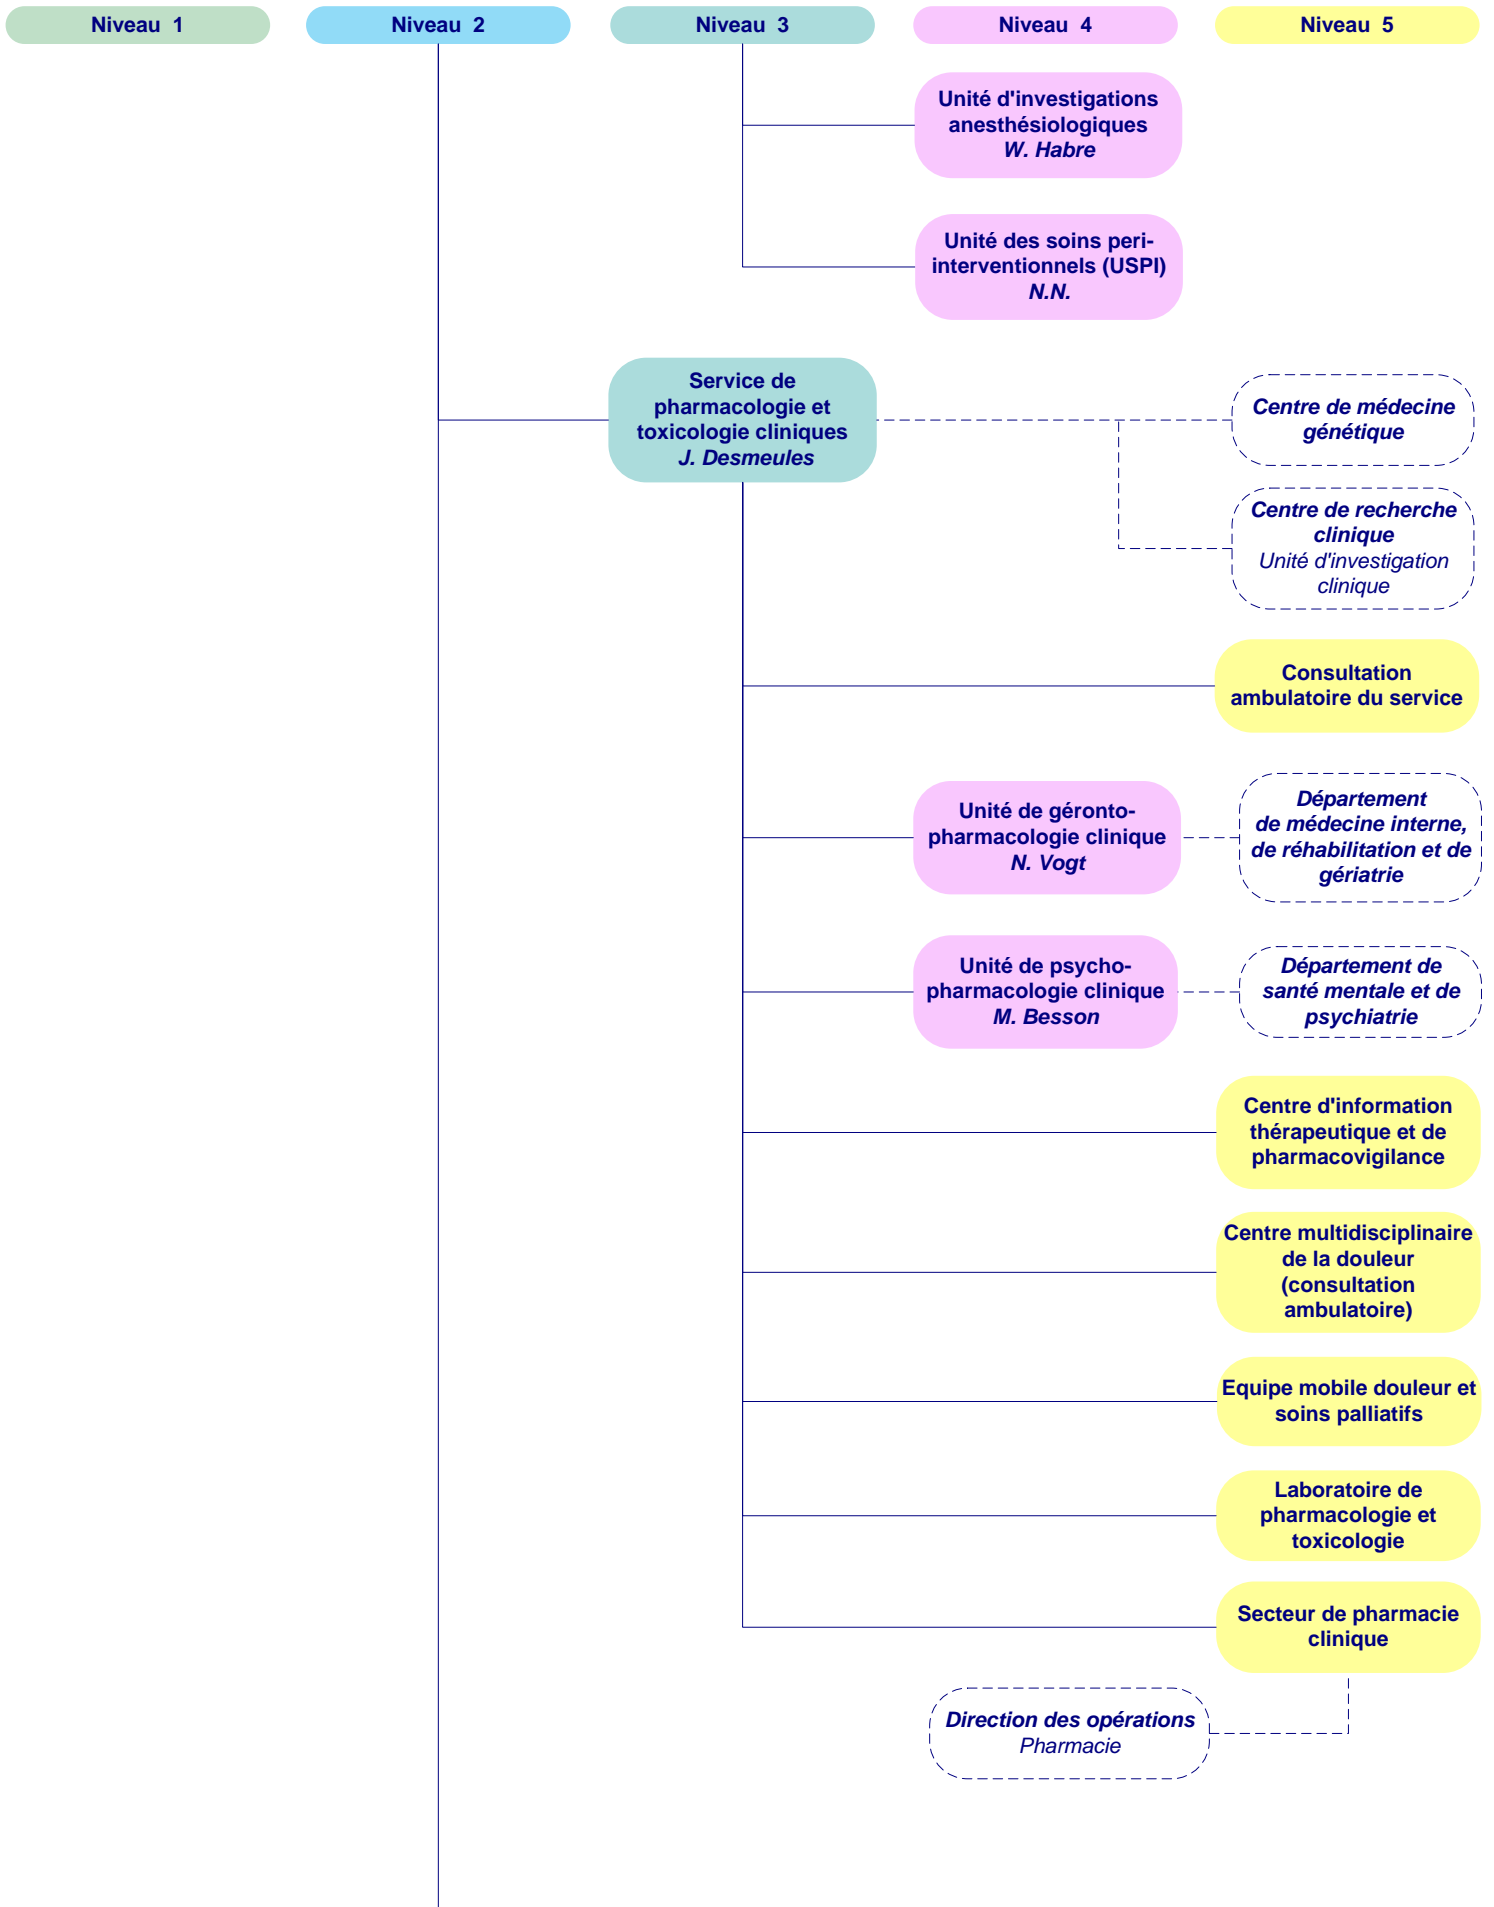 Niveau 1
Niveau 2
Niveau 3
Niveau 4
Niveau 5
Unité d'investigations
anesthésiologiques
W. Habre
Unité des soins peri-
interventionnels (USPI)
N.N.
Service de
pharmacologie et
toxicologie cliniques
J. Desmeules
Centre de médecine
génétique
Centre de recherche
clinique
Unité d'investigation
clinique
Consultation
ambulatoire du service
Unité de géronto-
pharmacologie clinique
N. Vogt
Département
de médecine interne,
de réhabilitation et de
gériatrie
Unité de psycho-
pharmacologie clinique
M. Besson
Département de
santé mentale et de
psychiatrie
Centre d'information
thérapeutique et de
pharmacovigilance
Centre multidisciplinaire
de la douleur
(consultation
ambulatoire)
Equipe mobile douleur et
soins palliatifs
Laboratoire de
pharmacologie et
toxicologie
Secteur de pharmacie
clinique
Direction des opérations
Pharmacie